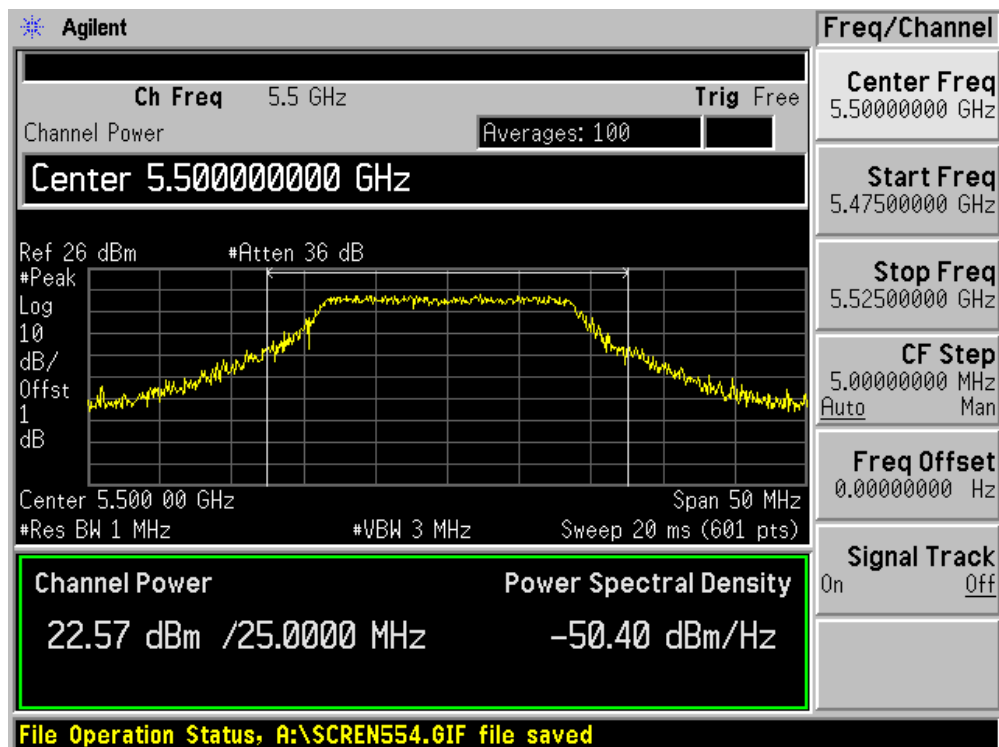 Agilent
Freq/Channel
Ch Freq 5.5 GHz Trig Free
Channel Power Averages: 100
Center 5.500000000 GHz
Ref 26 dBm #Atten 36 dB
#Peak
Log
10
dB/
Offst
1
dB
Center 5.500 00 GHz Span 50 MHz
#Res BW 1 MHz #VBW 3 MHz Sweep 20 ms (601 pts)
Channel Power Power Spectral Density
22.57 dBm /25.0000 MHz -50.40 dBm/Hz
File Operation Status, A:\SCREN554.GIF file saved
Center Freq
5.50000000 GHz
Start Freq
5.47500000 GHz
Stop Freq
5.52500000 GHz
CF Step
5.00000000 MHz
Auto Man
Freq Offset
0.00000000 Hz
Signal Track
On Off